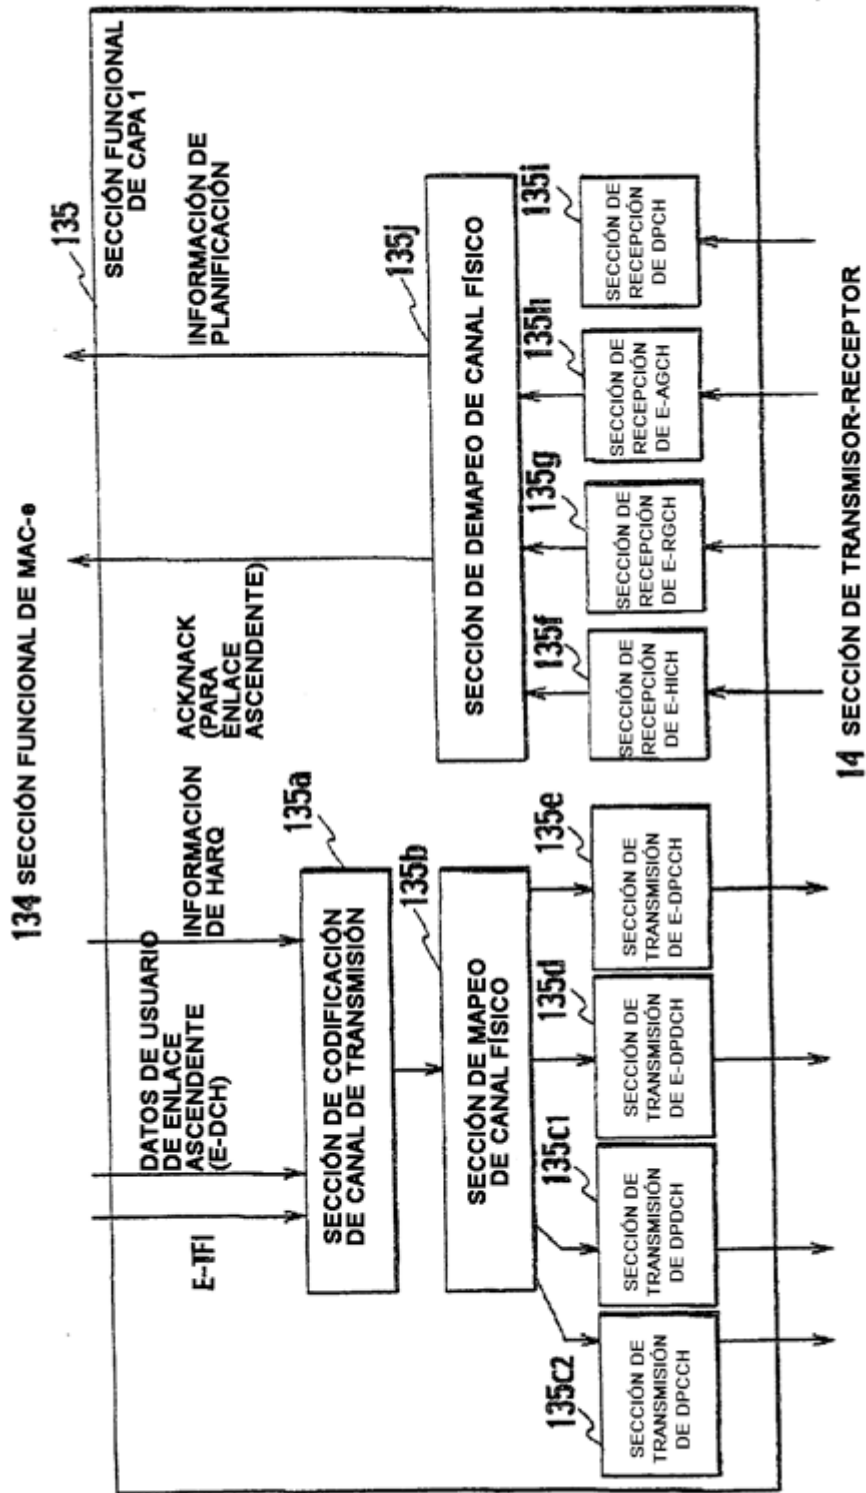 134 SECCIÓN FUNCIONAL DE MAC-e
135
SECCIÓN FUNCIONAL
DE CAPA 1
E-TFI
DATOS DE USUARIO
DE ENLACE
ASCENDENTE
(E-DCH)
INFORMACIÓN
DE HARQ
ACK/NACK
(PARA
ENLACE
ASCENDENTE)
INFORMACIÓN DE
PLANIFICACIÓN
135a
SECCIÓN DE CODIFICACIÓN
DE CANAL DE TRANSMISIÓN
135b
SECCIÓN DE MAPEO
DE CANAL FÍSICO
135j
SECCIÓN DE DEMAPEO DE CANAL FÍSICO
135c2
SECCIÓN DE
TRANSMISIÓN
DE DPCCH
135c1
SECCIÓN DE
TRANSMISIÓN
DE DPDCH
135d
SECCIÓN DE
TRANSMISIÓN
DE E-DPDCH
135e
SECCIÓN DE
TRANSMISIÓN
DE E-DPCCH
135f
SECCIÓN DE
RECEPCIÓN
DE E-HICH
135g
SECCIÓN DE
RECEPCIÓN
DE E-RGCH
135h
SECCIÓN DE
RECEPCIÓN
DE E-AGCH
135i
SECCIÓN DE
RECEPCIÓN
DE DPCH
14 SECCIÓN DE TRANSMISOR-RECEPTOR